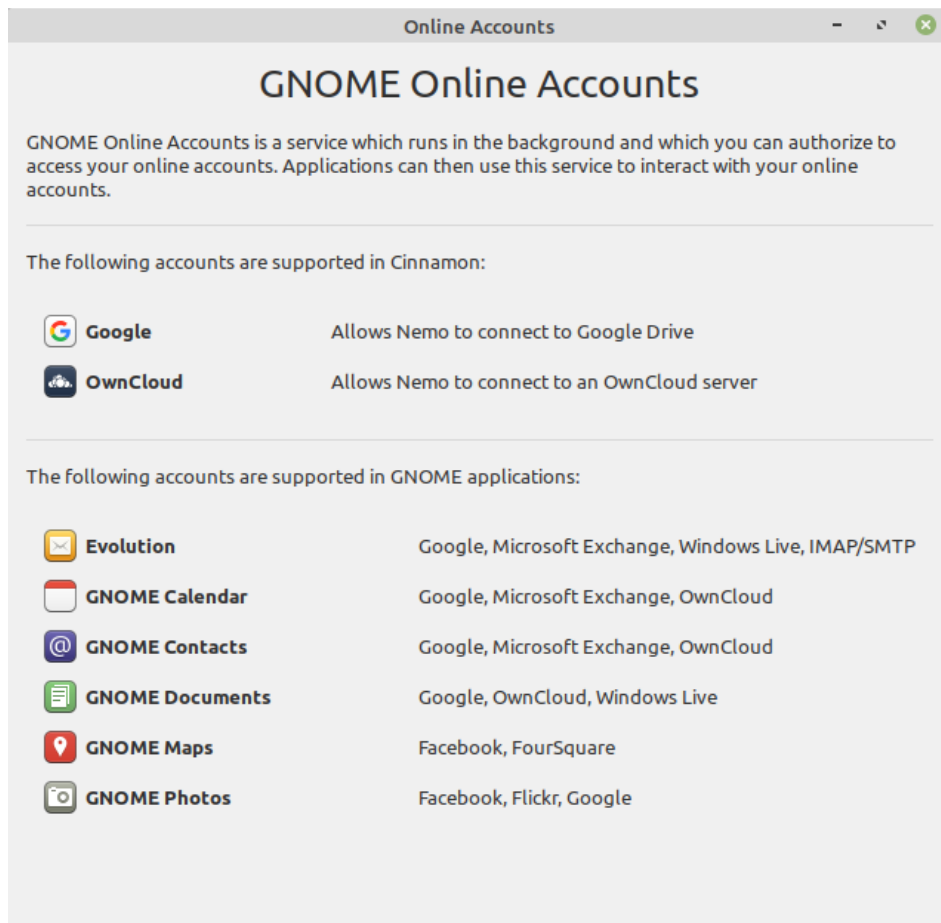 Online Accounts
GNOME Online Accounts
GNOME Online Accounts is a service which runs in the background and which you can authorize to
access your online accounts. Applications can then use this service to interact with your online
accounts.
The following accounts are supported in Cinnamon:
Google Allows Nemo to connect to Google Drive
OwnCloud Allows Nemo to connect to an OwnCloud server
The following accounts are supported in GNOME applications:
Evolution Google, Microsoft Exchange, Windows Live, IMAP/SMTP
GNOME Calendar Google, Microsoft Exchange, OwnCloud
GNOME Contacts Google, Microsoft Exchange, OwnCloud
GNOME Documents Google, OwnCloud, Windows Live
GNOME Maps Facebook, FourSquare
GNOME Photos Facebook, Flickr, Google